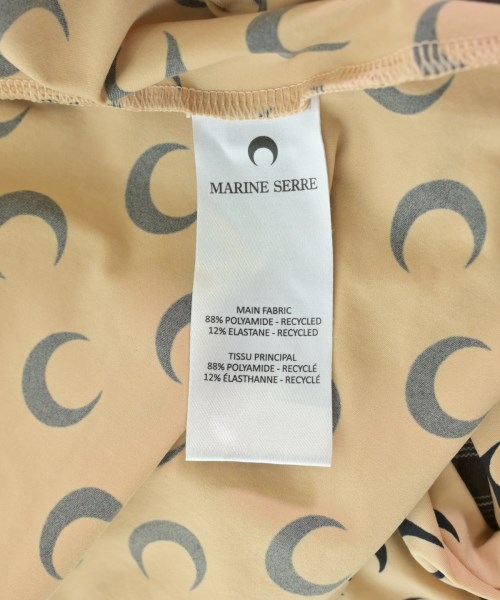 MARINE SERRE
MAIN FABRIC
88% POLYAMIDE - RECYCLED
12% ELASTANE - RECYCLED
TISSU PRINCIPAL
88% POLYAMIDE - RECYCLÉ
12% ÉLASTHANNE - RECYCLÉ